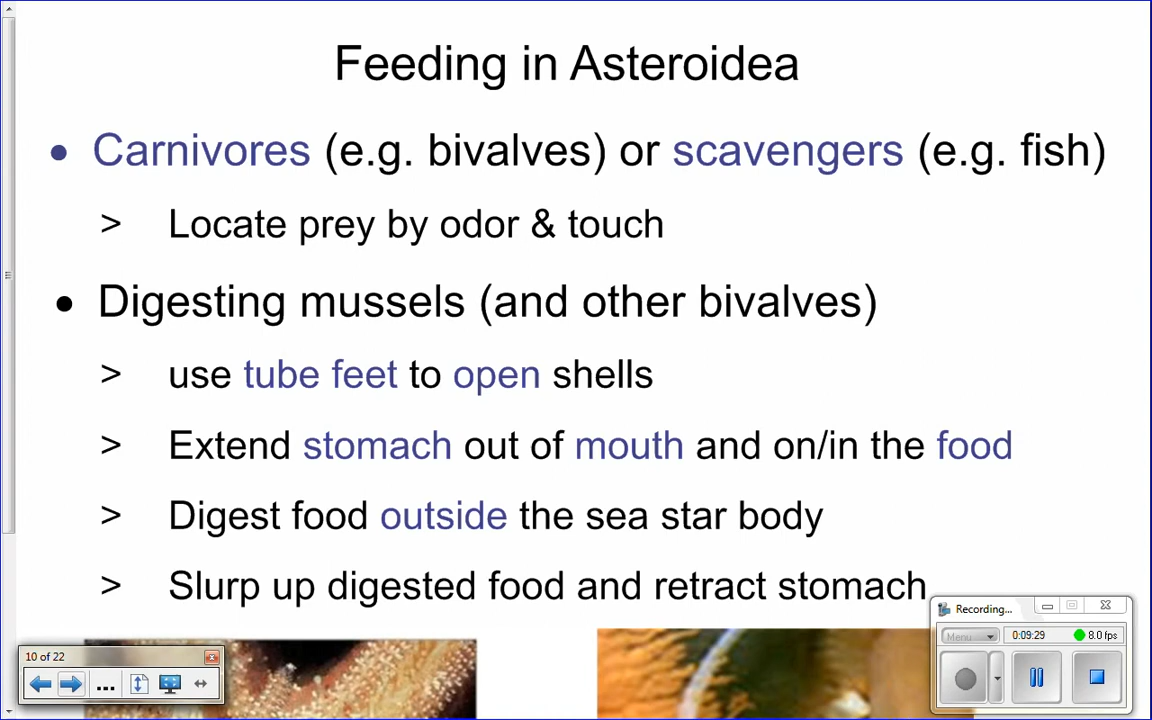 Feeding in Asteroidea
• Carnivores (e.g. bivalves) or scavengers (e.g. fish)
> Locate prey by odor & touch
• Digesting mussels (and other bivalves)
> use tube feet to open shells
> Extend stomach out of mouth and on/in the food
> Digest food outside the sea star body
> Slurp up digested food and retract stomach
Recording...
Menu
0:09:29
8.0 fps
10 of 22
...